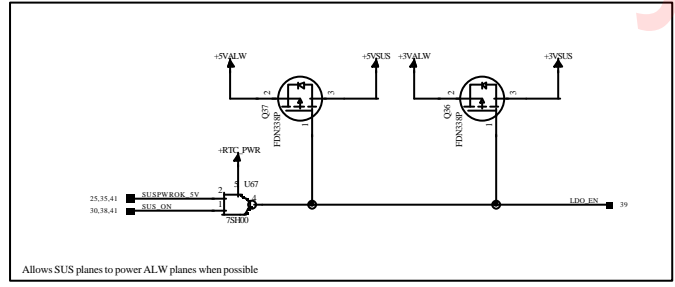 +5VALW
+5VSUS
+3VALW
+3VSUS
2
3
Q37
FDN338P
1
2
3
Q36
FDN338P
1
+RTC_PWR
5
U67
25,35,41
SUSPWROK_5V
2
4
30,38,41
SUS_ON
1
7SH00
LDO_EN
39
Allows SUS planes to power ALW planes when possible